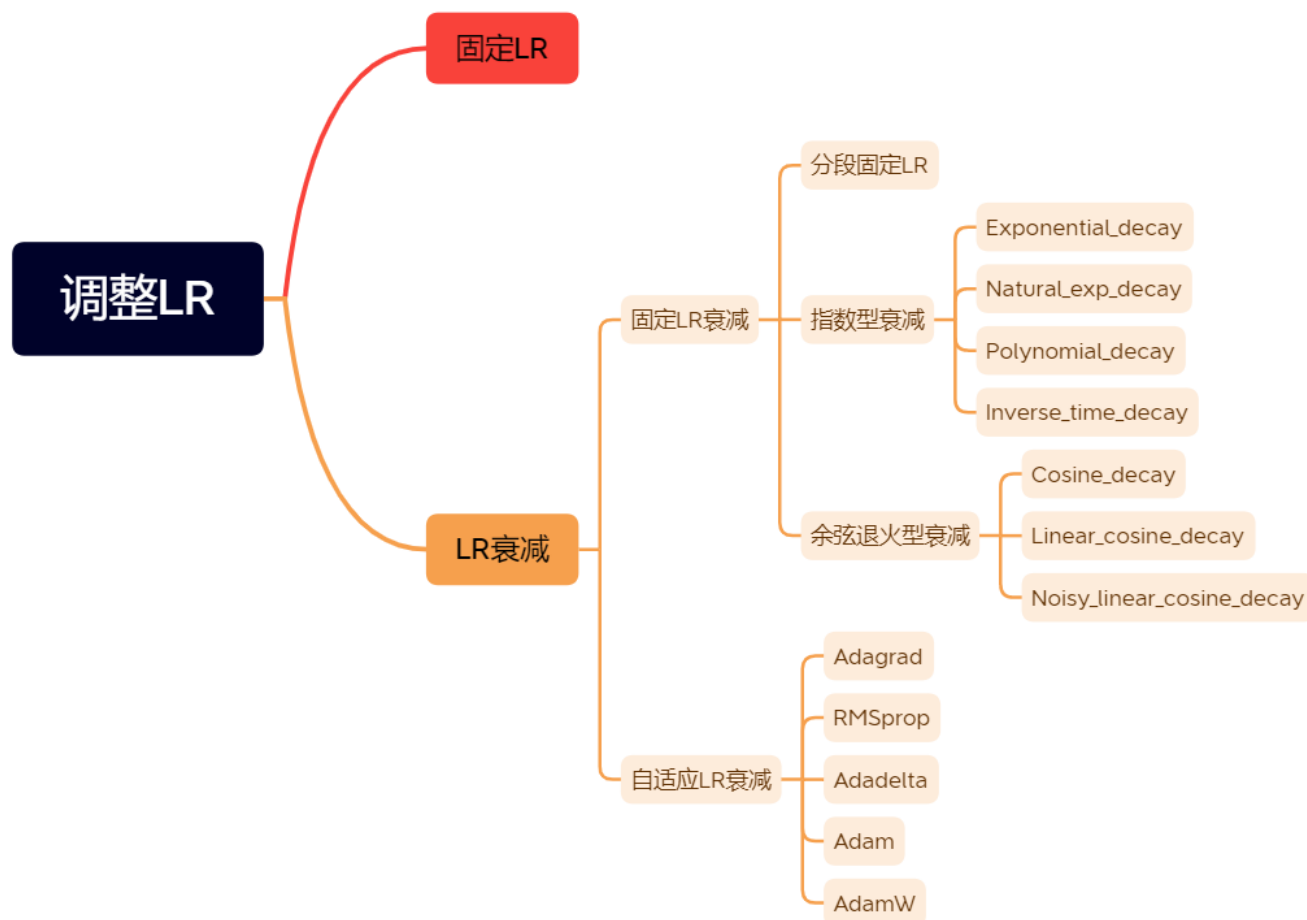 固定LR
调整LR
LR衰减
固定LR衰减
分段固定LR
指数型衰减
Exponential_decay
Natural_exp_decay
Polynomial_decay
Inverse_time_decay
余弦退火型衰减
Cosine_decay
Linear_cosine_decay
Noisy_linear_cosine_decay
自适应LR衰减
Adagrad
RMSprop
Adadelta
Adam
AdamW